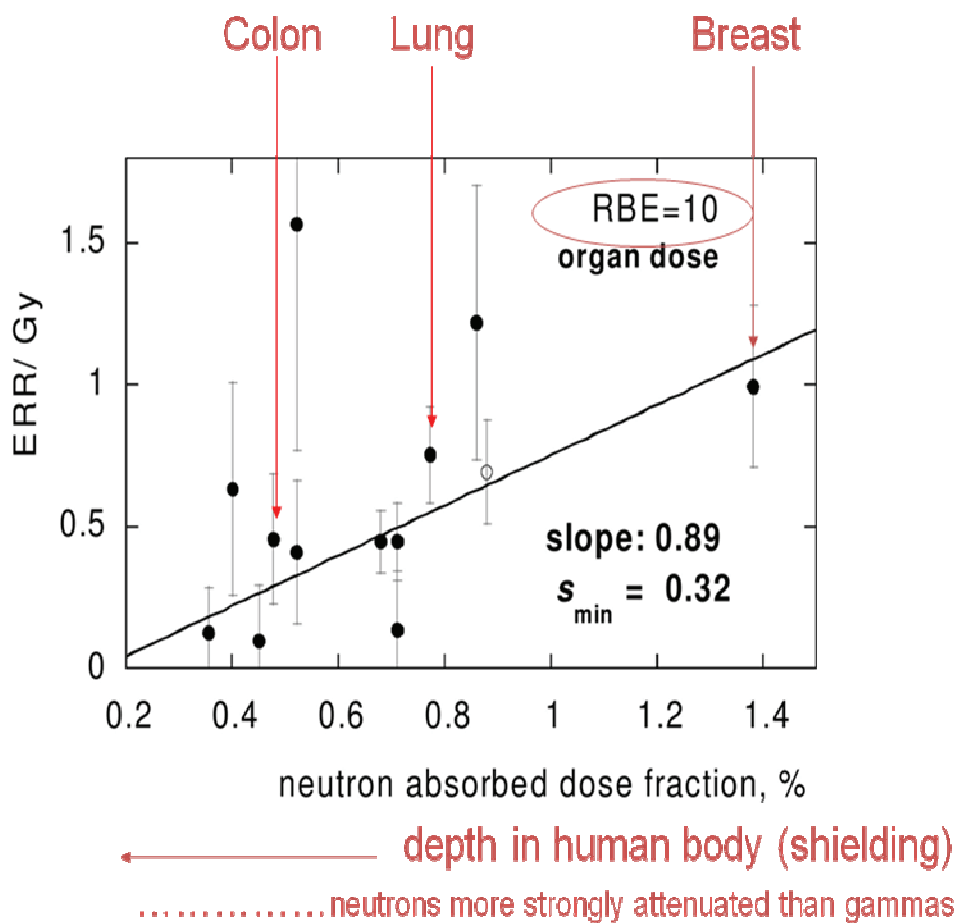 Colon Lung Breast
RBE=10
organ dose
ERR/ Gy
1.5
1
0.5
0
slope: 0.89
smin = 0.32
0.2 0.4 0.6 0.8 1 1.2 1.4
neutron absorbed dose fraction, %
depth in human body (shielding)
neutrons more strongly attenuated than gammas